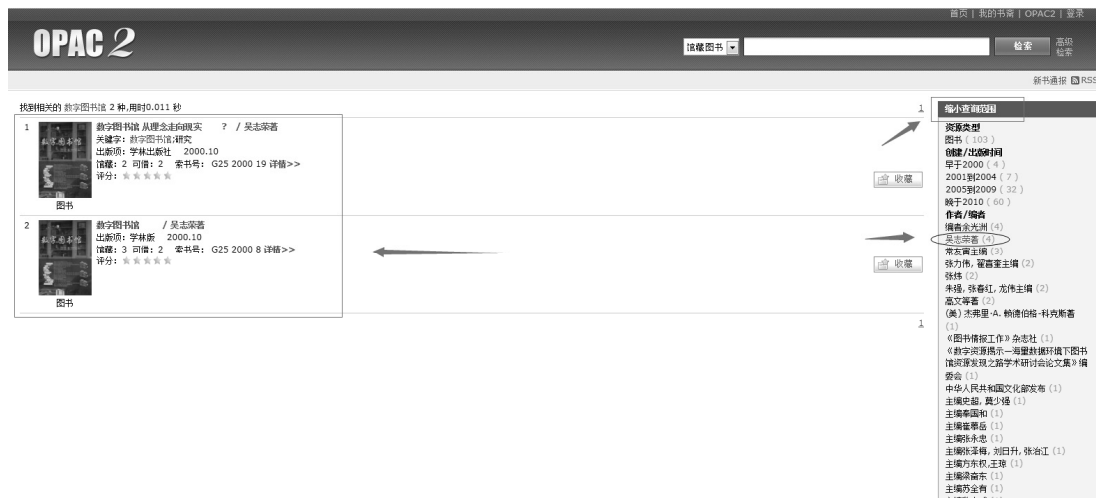 首页 | 我的书斋 | OPAC2 | 登录
OPAC 2
馆藏图书
检索
高级
检索
新书通报 RSS
找到相关的 数字图书馆 2 种,用时0.011 秒
1
1
数字图书馆 从理念走向现实 ? / 吴志荣著
关键字: 数字图书馆;研究
出版项: 学林出版社 2000.10
馆藏: 2 可借: 2 索书号: G25 2000 19 详情>>
评分:
图书
收藏
2
数字图书馆 / 吴志荣著
出版项: 学林版 2000.10
馆藏: 3 可借: 2 索书号: G25 2000 8 详情>>
评分:
图书
收藏
1
缩小查询范围
资源类型
图书 ( 103 )
创建/出版时间
早于2000 ( 4 )
2001到2004 ( 7 )
2005到2009 ( 32 )
晚于2010 ( 60 )
作者/编者
编者余光洲 (4)
吴志荣著 (4)
常友寅主编 (3)
张力伟, 翟喜奎主编 (2)
张炜 (2)
朱强, 张春红, 龙伟主编 (2)
高文等著 (2)
(美) 杰弗里·A. 赖德伯格-科克斯著
(1)
《图书情报工作》杂志社 (1)
《数字资源揭示—海量数据环境下图书
馆资源发现之路学术研讨会论文集》编
委会 (1)
中华人民共和国文化部发布 (1)
主编史超, 莫少强 (1)
主编秦国和 (1)
主编崔慕岳 (1)
主编张永忠 (1)
主编张泽梅, 刘日升, 张治江 (1)
主编方东权,王琼 (1)
主编梁奋东 (1)
主编苏全有 (1)